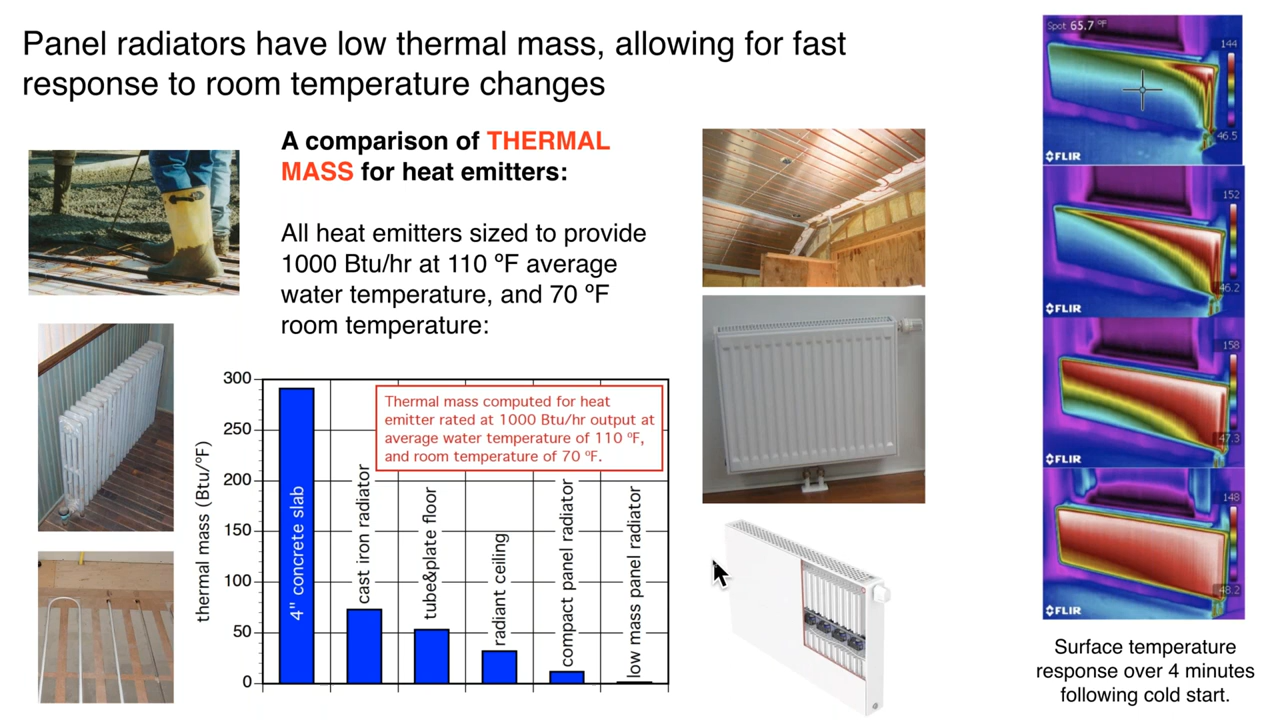 Panel radiators have low thermal mass, allowing for fast
response to room temperature changes
A comparison of THERMAL
MASS for heat emitters:
All heat emitters sized to provide
1000 Btu/hr at 110 ºF average
water temperature, and 70 ºF
room temperature:
thermal mass (Btu/ºF)
300
250
200
150
100
50
0
Thermal mass computed for heat
emitter rated at 1000 Btu/hr output at
average water temperature of 110 ºF,
and room temperature of 70 ºF.
4" concrete slab
cast iron radiator
tube&plate floor
radiant ceiling
compact panel radiator
low mass panel radiator
Spot 65.7 ºF
144
46.5
FLIR
152
46.2
FLIR
158
47.3
FLIR
148
48.2
FLIR
Surface temperature
response over 4 minutes
following cold start.